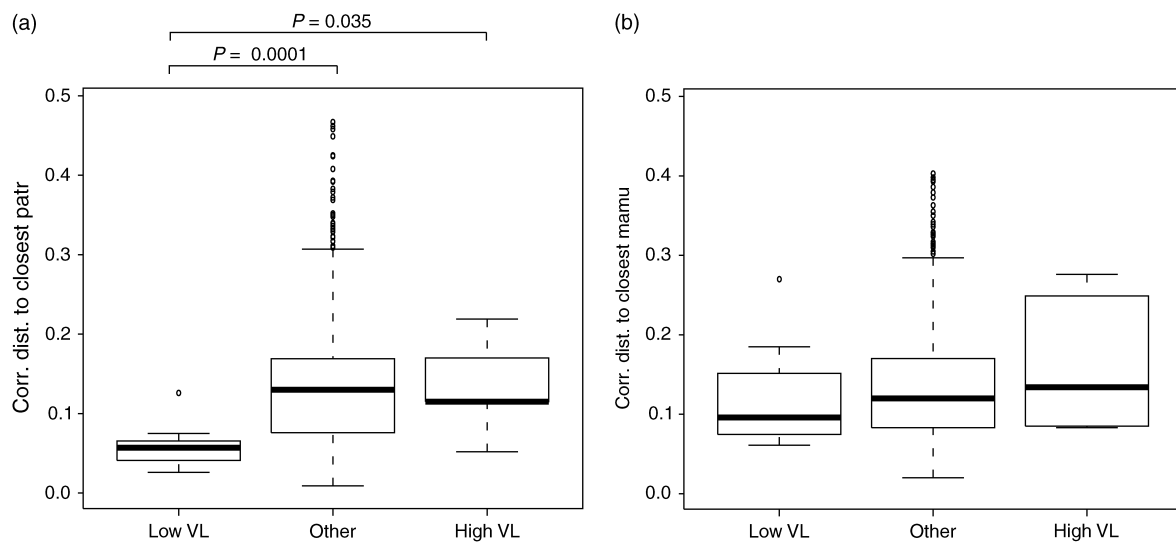 (a)
P = 0.035
P = 0.0001
Corr. dist. to closest patr
0.5
0.4
0.3
0.2
0.1
0.0
Low VL Other High VL
(b)
Corr. dist. to closest mamu
0.5
0.4
0.3
0.2
0.1
0.0
Low VL Other High VL